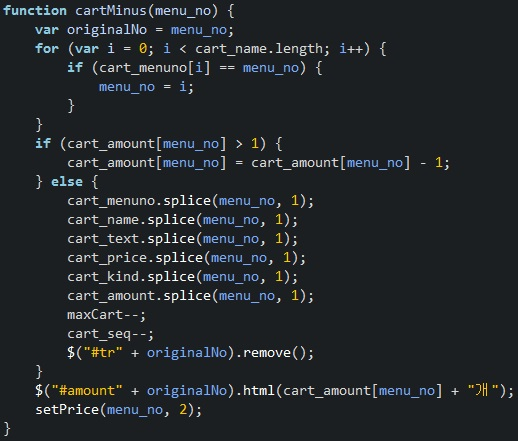 function cartMinus(menu_no) {
    var originalNo = menu_no;
    for (var i = 0; i < cart_name.length; i++) {
        if (cart_menuno[i] == menu_no) {
            menu_no = i;
        }
    }
    if (cart_amount[menu_no] > 1) {
        cart_amount[menu_no] = cart_amount[menu_no] - 1;
    } else {
        cart_menuno.splice(menu_no, 1);
        cart_name.splice(menu_no, 1);
        cart_text.splice(menu_no, 1);
        cart_price.splice(menu_no, 1);
        cart_kind.splice(menu_no, 1);
        cart_amount.splice(menu_no, 1);
        maxCart--;
        cart_seq--;
        $("#tr" + originalNo).remove();
    }
    $("#amount" + originalNo).html(cart_amount[menu_no] + "개");
    setPrice(menu_no, 2);
}